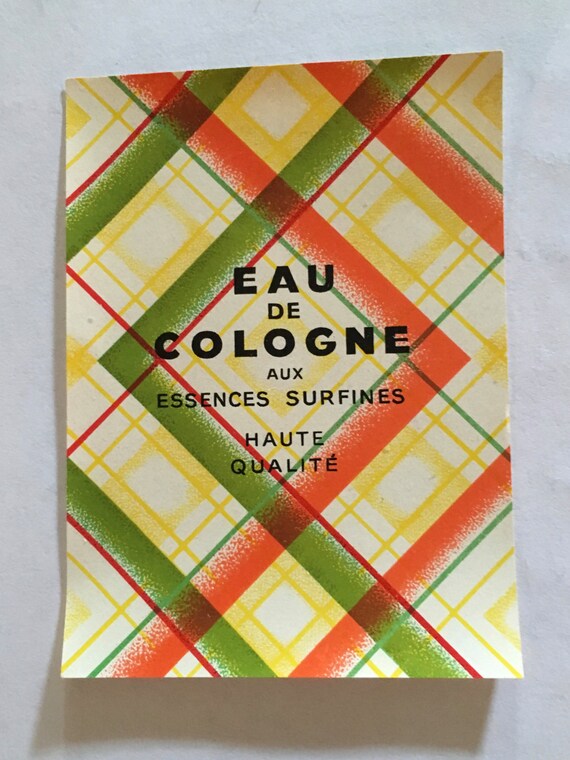 EAU
DE
COLOGNE
AUX
ESSENCES SURFINES
HAUTE
QUALITÉ